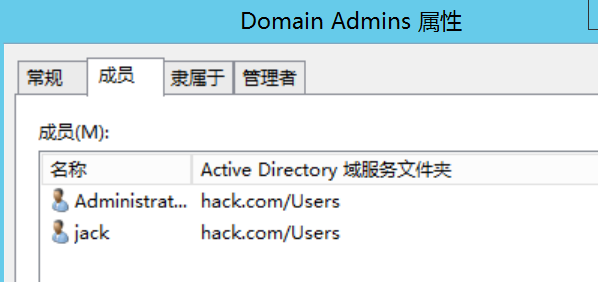 Domain Admins 属性
常规 成员 隶属于 管理者
成员(M):
名称 Active Directory 域服务文件夹
Administrat... hack.com/Users
jack hack.com/Users